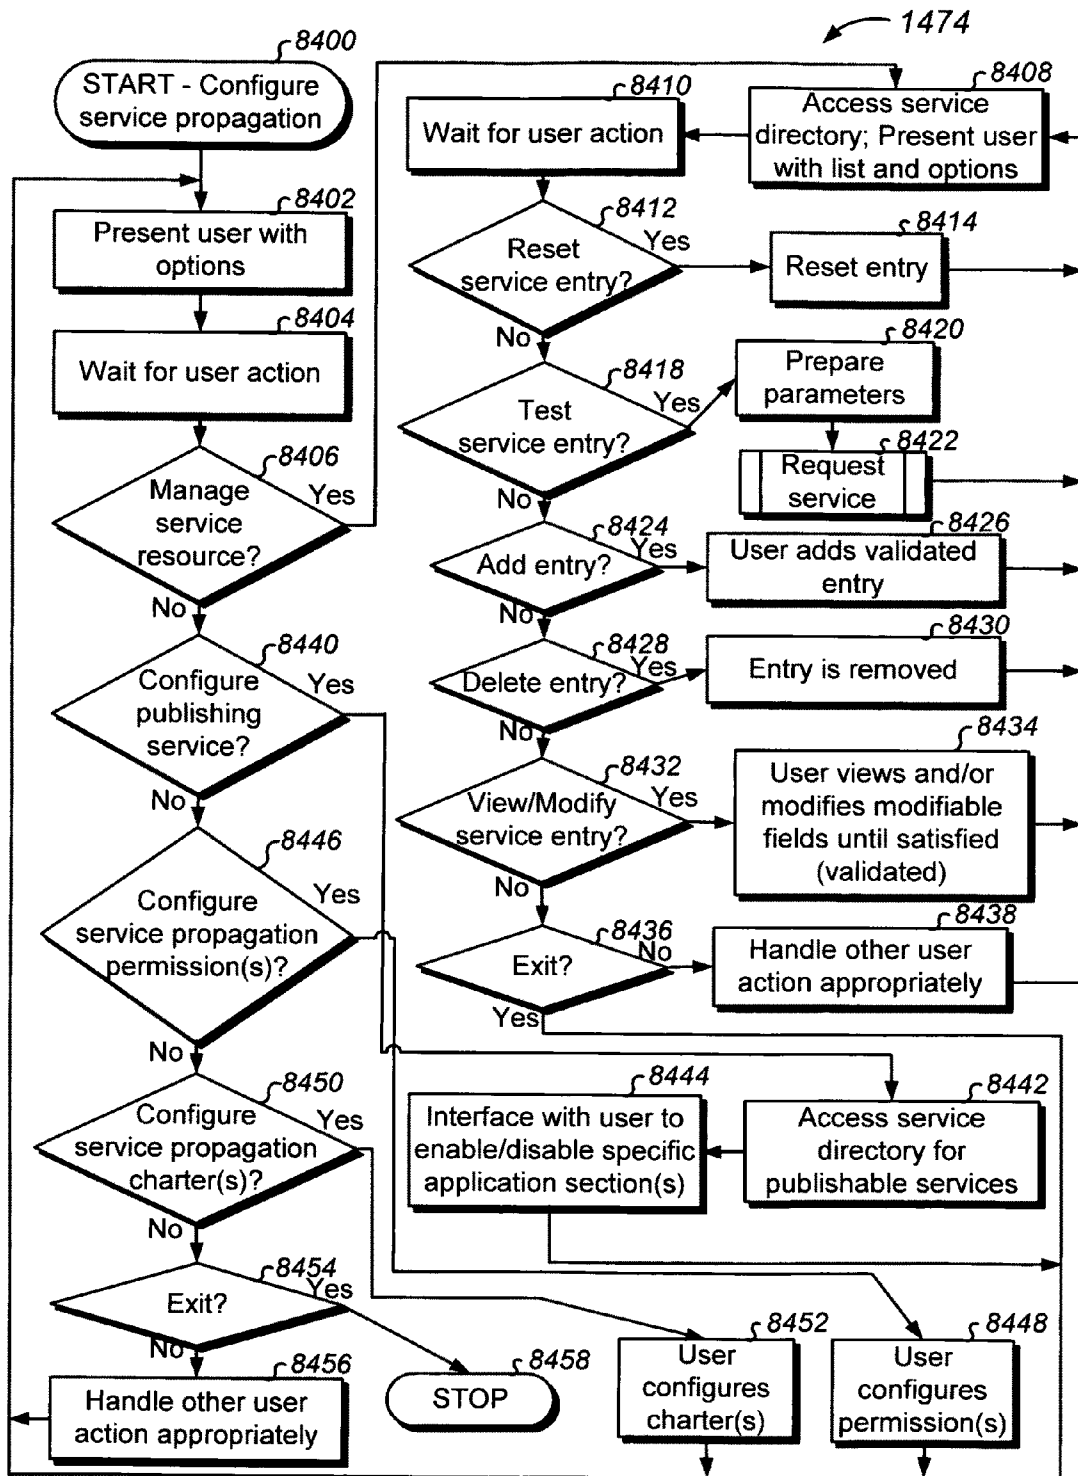 1474
8400
START - Configure
service propagation
8402
Present user with
options
8404
Wait for user action
8406
Manage
service
resource?
Yes
No
8440
Configure
publishing
service?
Yes
No
8446
Configure
service propagation
permission(s)?
Yes
No
8450
Configure
service propagation
charter(s)?
Yes
No
8454
Exit?
Yes
No
8456
Handle other user
action appropriately
8458
STOP
8408
Access service
directory; Present user
with list and options
8410
Wait for user action
8412
Reset
service entry?
Yes
No
8414
Reset entry
8418
Test
service entry?
Yes
No
8420
Prepare
parameters
8422
Request
service
8424
Add entry?
Yes
No
8426
User adds validated
entry
8428
Delete entry?
Yes
No
8430
Entry is removed
8432
View/Modify
service entry?
Yes
No
8434
User views and/or
modifies modifiable
fields until satisfied
(validated)
8436
Exit?
No
Yes
8438
Handle other user
action appropriately
8444
Interface with user to
enable/disable specific
application section(s)
8442
Access service
directory for
publishable services
8452
User
configures
charter(s)
8448
User
configures
permission(s)